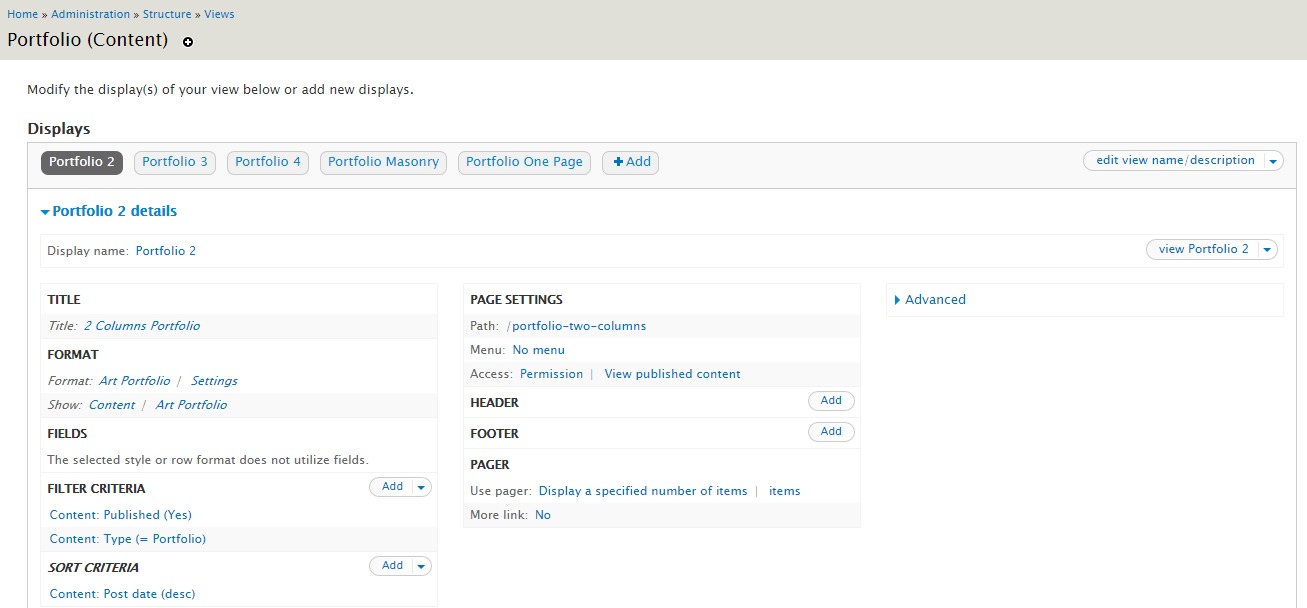 Home » Administration » Structure » Views
Portfolio (Content)
Modify the display(s) of your view below or add new displays.
Displays
Portfolio 2 Portfolio 3 Portfolio 4 Portfolio Masonry Portfolio One Page Add edit view name/description
Portfolio 2 details
Display name: Portfolio 2 view Portfolio 2
TITLE
Title: 2 Columns Portfolio
FORMAT
Format: Art Portfolio | Settings
Show: Content | Art Portfolio
FIELDS
The selected style or row format does not utilize fields.
FILTER CRITERIA Add
Content: Published (Yes)
Content: Type (= Portfolio)
SORT CRITERIA Add
Content: Post date (desc)
PAGE SETTINGS
Path: /portfolio-two-columns
Menu: No menu
Access: Permission | View published content
HEADER Add
FOOTER Add
PAGER
Use pager: Display a specified number of items | items
More link: No
Advanced